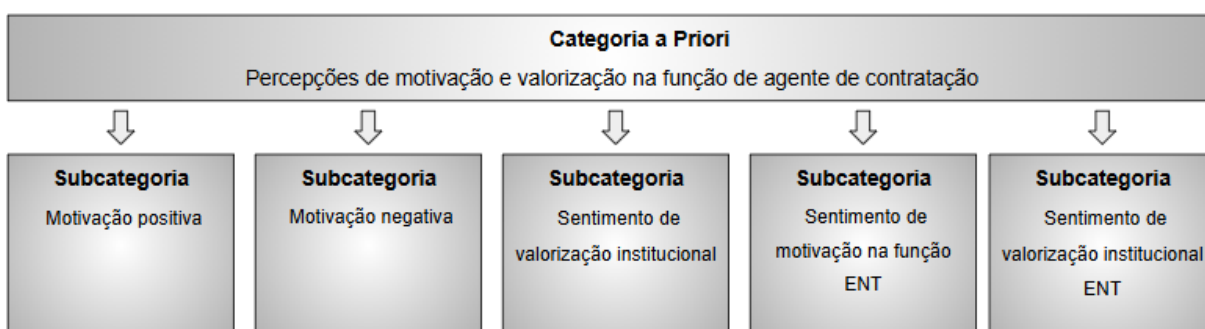 Categoria a Priori
Percepções de motivação e valorização na função de agente de contratação
Subcategoria
Motivação positiva
Subcategoria
Motivação negativa
Subcategoria
Sentimento de
valorização institucional
Subcategoria
Sentimento de
motivação na função
ENT
Subcategoria
Sentimento de
valorização institucional
ENT